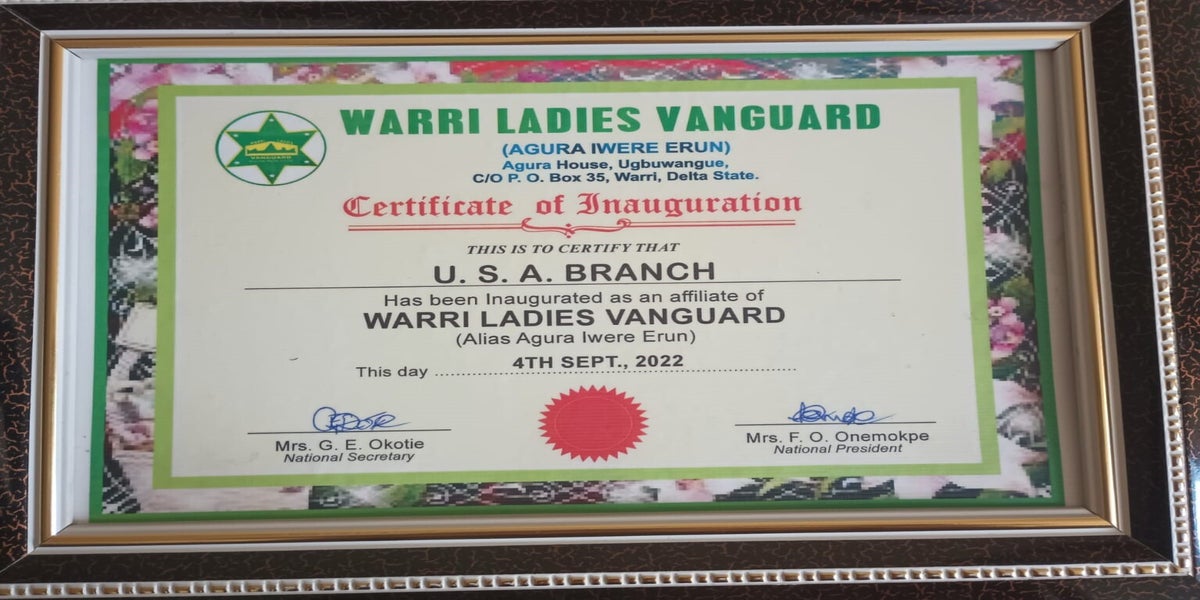 WARRI LADIES VANGUARD
(AGURA IWERE ERUN)
Agura House, Ugbuwangue,
C/O P. O. Box 35, Warri, Delta State.
VANGUARD
Certificate of Inauguration
THIS IS TO CERTIFY THAT
U. S. A. BRANCH
Has been Inaugurated as an affiliate of
WARRI LADIES VANGUARD
(Alias Agura Iwere Erun)
This day ........ 4TH SEPT., 2022 ........
Mrs. G. E. Okotie
National Secretary
Mrs. F. O. Onemokpe
National President